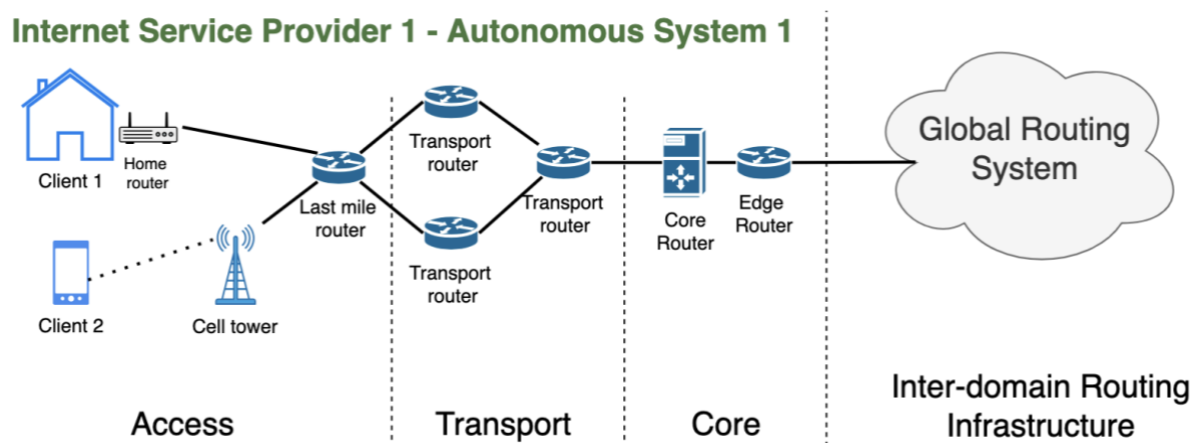 Internet Service Provider 1 - Autonomous System 1
Client 1
Home
router
Last mile
router
Client 2
Cell tower
Transport
router
Transport
router
Transport
router
Core
Router
Edge
Router
Global Routing
System
Access
Transport
Core
Inter-domain Routing
Infrastructure